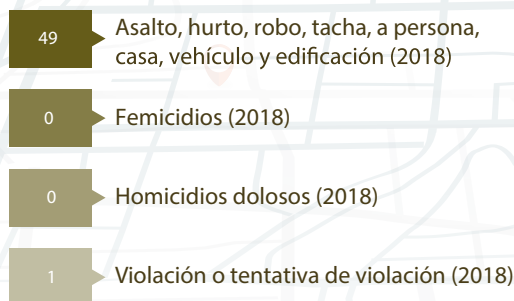 49
Asalto, hurto, robo, tacha, a persona,
casa, vehículo y edificación (2018)
0
Femicidios (2018)
0
Homicidios dolosos (2018)
1
Violación o tentativa de violación (2018)